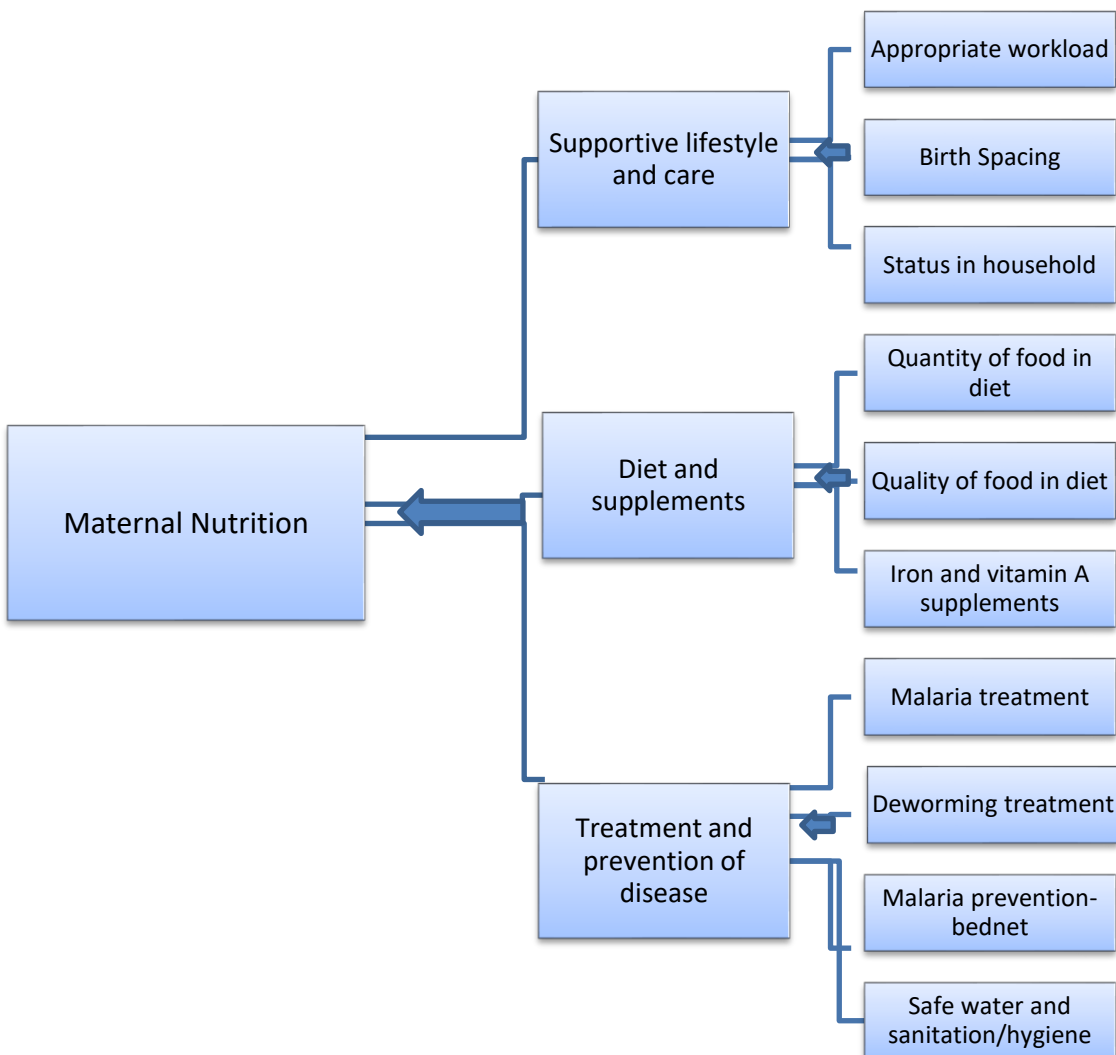 Maternal Nutrition
Supportive lifestyle
and care
Appropriate workload
Birth Spacing
Status in household
Diet and
supplements
Quantity of food in
diet
Quality of food in diet
Iron and vitamin A
supplements
Treatment and
prevention of
disease
Malaria treatment
Deworming treatment
Malaria prevention-
bednet
Safe water and
sanitation/hygiene